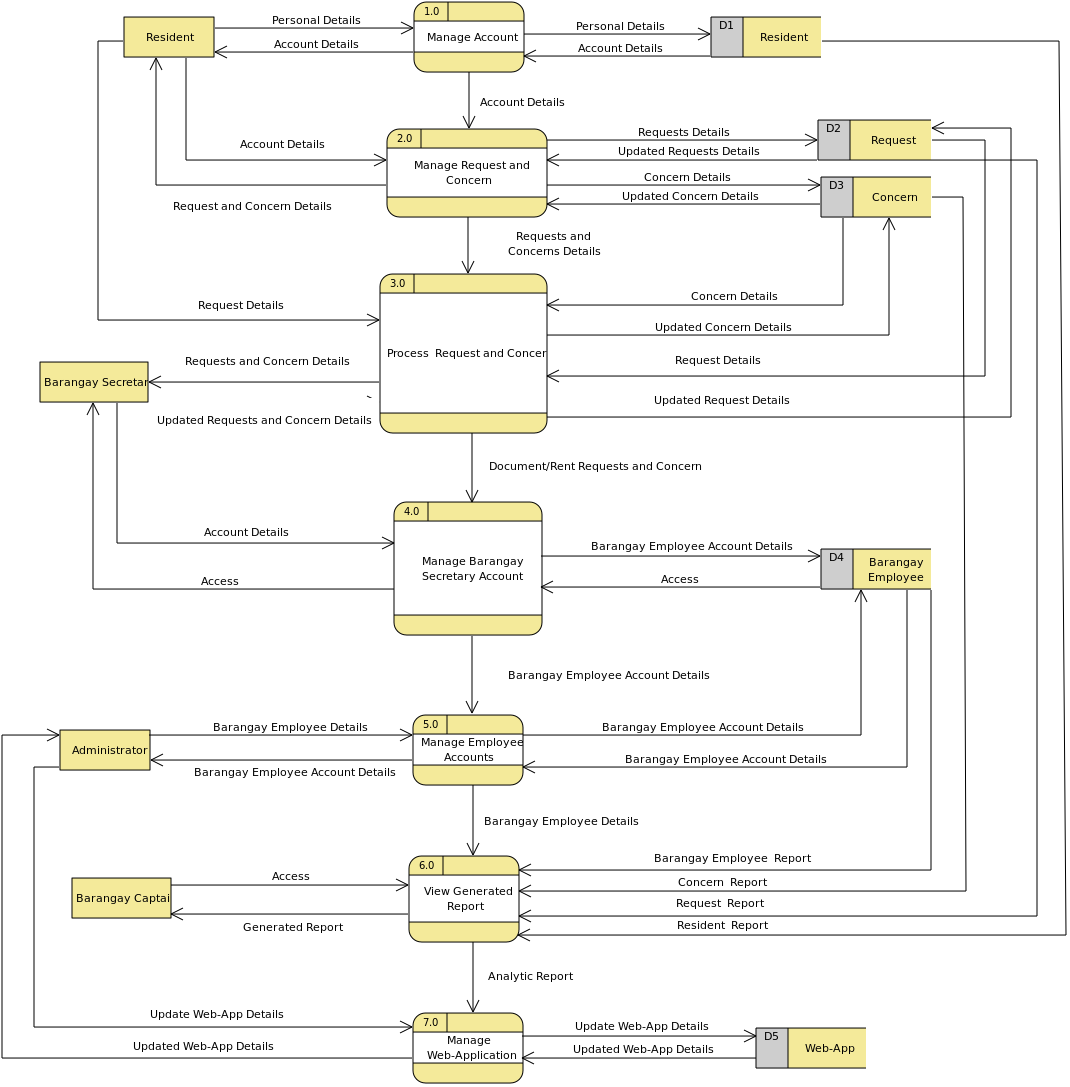 1.0
Personal Details
Personal Details
D1
Resident
Manage Account
Resident
Account Details
Account Details
Account Details
2.0
Requests Details
D2
Account Details
Updated Requests Details
Request
Manage Request and
Concern
Concern Details
D3
Updated Concern Details
Concern
Request and Concern Details
Requests and
Concerns Details
3.0
Concern Details
Request Details
Updated Concern Details
Process Request and Concer
Requests and Concern Details
Request Details
Barangay Secretar
Updated Request Details
Updated Requests and Concern Details
Document/Rent Requests and Concern
4.0
Account Details
Barangay Employee Account Details
D4
Barangay
Employee
Manage Barangay
Secretary Account
Access
Access
Barangay Employee Account Details
5.0
Barangay Employee Details
Barangay Employee Account Details
Administrator
Manage Employee
Accounts
Barangay Employee Account Details
Barangay Employee Account Details
Barangay Employee Details
6.0
Barangay Employee Report
Access
Concern Report
Barangay Captai
View Generated
Report
Request Report
Generated Report
Resident Report
Analytic Report
Update Web-App Details
7.0
Update Web-App Details
D5
Manage
Web-Application
Updated Web-App Details
Updated Web-App Details
Web-App